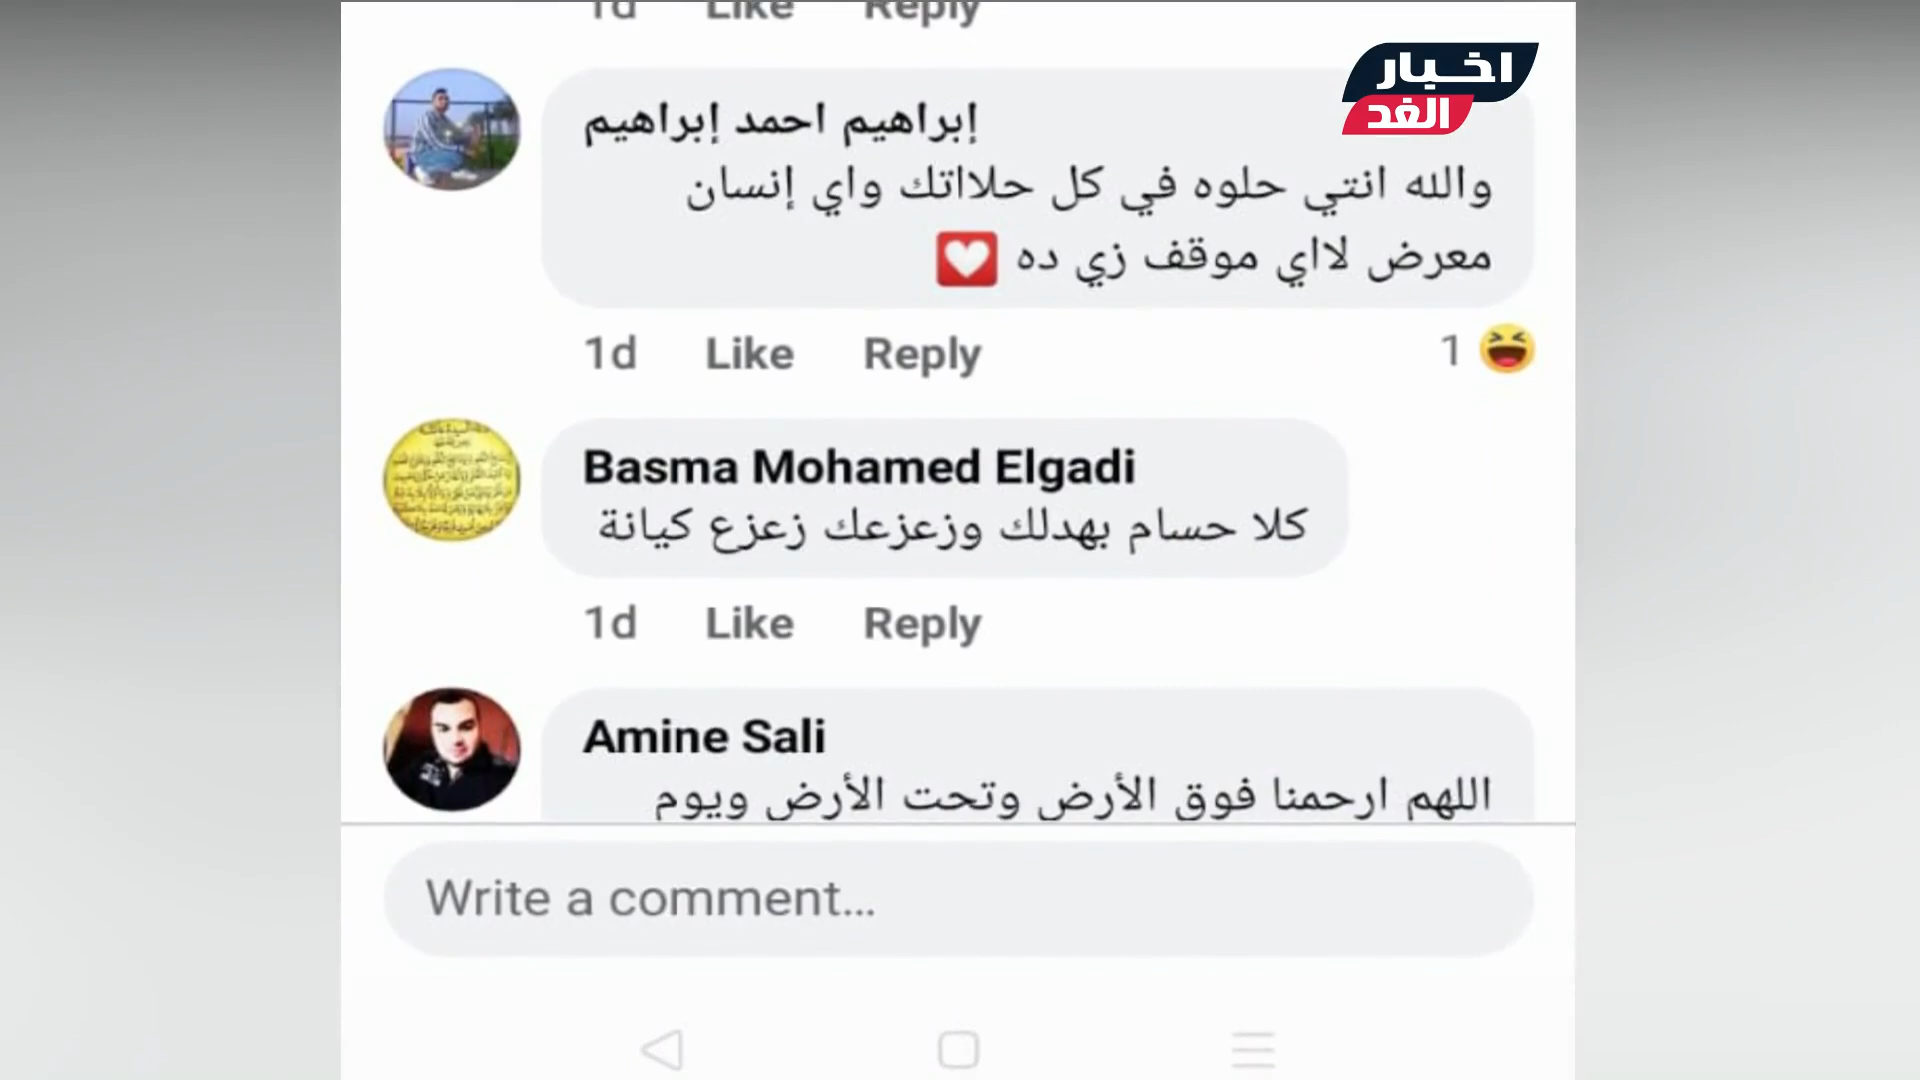 1d Like Reply
اخبار
الغد
إبراهيم احمد إبراهيم
والله انتي حلوه في كل حلااتك واي إنسان
معرض لااي موقف زي ده
1d Like Reply 1
Basma Mohamed Elgadi
كلا حسام بهدلك وزعزعك زعزع كيانة
1d Like Reply
Amine Sali
اللهم ارحمنا فوق الأرض وتحت الأرض ويوم
Write a comment...